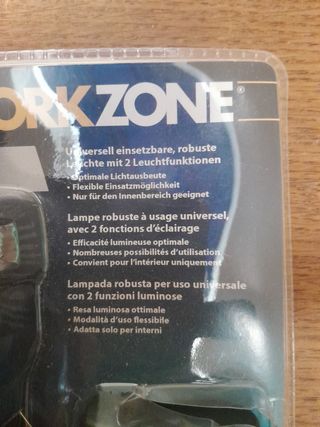 ORKZONE®
Universell einsetzbare, robuste
Leuchte mit 2 Leuchtfunktionen
• Optimale Lichtausbeute
• Flexible Einsatzmöglichkeit
• Nur für den Innenbereich geeignet
Lampe robuste à usage universel,
avec 2 fonctions d'éclairage
• Efficacité lumineuse optimale
• Nombreuses possibilités d'utilisation
• Convient pour l'intérieur uniquement
Lampada robusta per uso universale
con 2 funzioni luminose
• Resa luminosa ottimale
• Modalità d'uso flessibile
• Adatta solo per interni